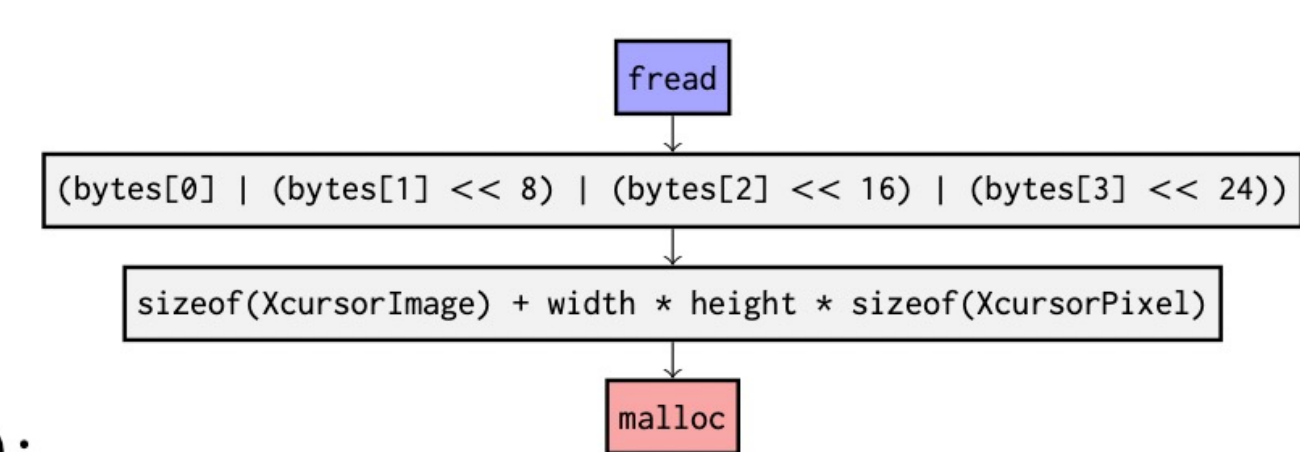 fread
(bytes[0] | (bytes[1] << 8) | (bytes[2] << 16) | (bytes[3] << 24))
sizeof(XcursorImage) + width * height * sizeof(XcursorPixel)
malloc
):